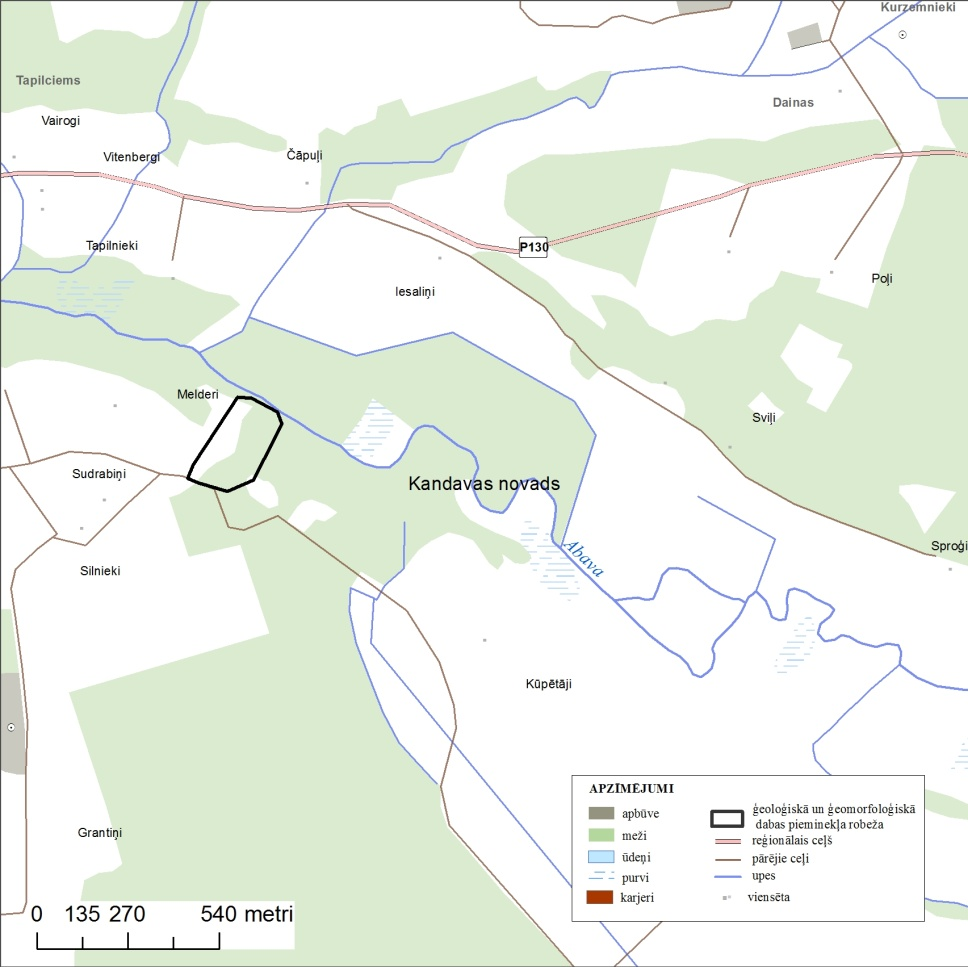 Kurzemnieki
Tapilciems
Dainas
Vairogi
Vitenbergi
Čāpuļi
Tapilnieki
P130
Iesaliņi
Poļi
Melderi
Sviļi
Sudrabiņi
Kandavas novads
Abava
Sproģi
Silnieki
Kūpētāji
Grantiņi
APZĪMĒJUMI
apbūve
meži
ūdeņi
purvi
karjeri
ģeoloģiskā un ģeomorfoloģiskā
dabas pieminekļa robeža
reģionālais ceļš
pārējie ceļi
upes
viensēta
0 135 270 540 metri